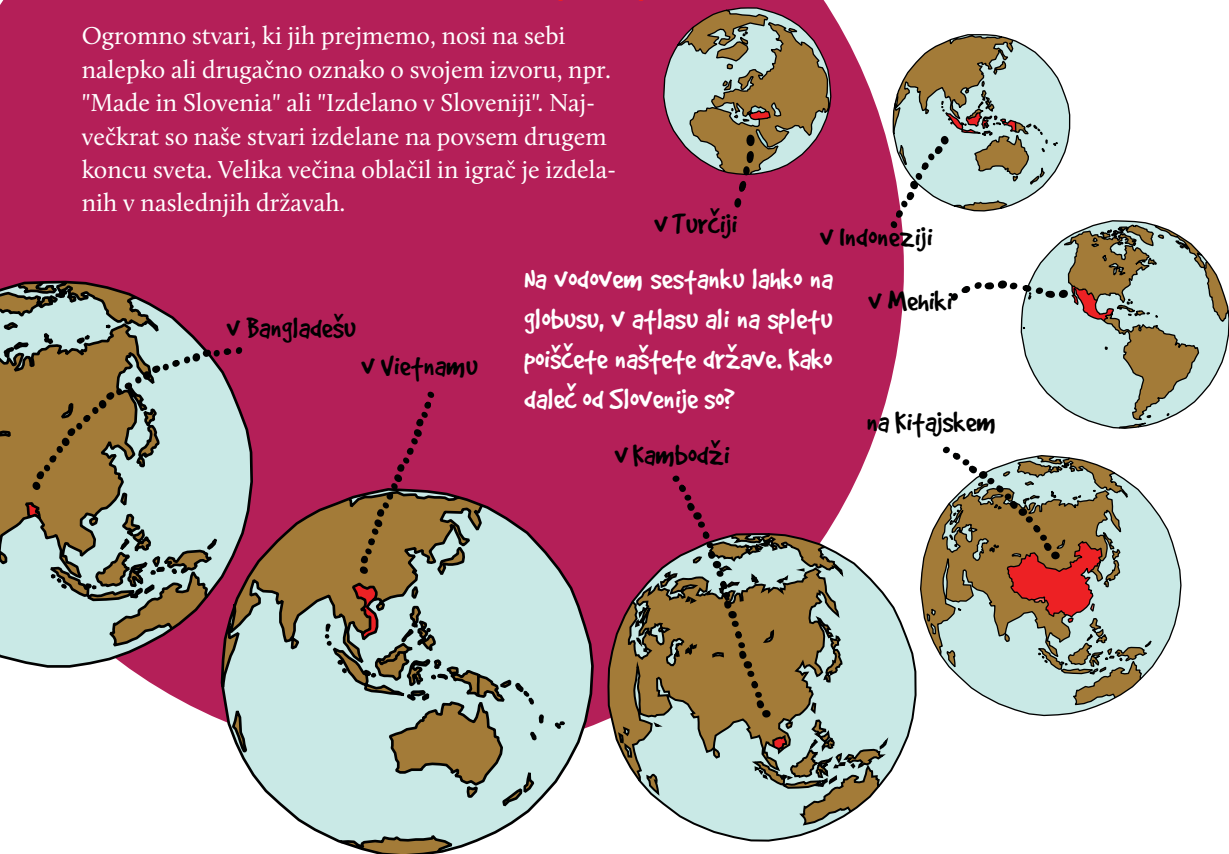 Ogromno stvari, ki jih prejmemo, nosi na sebi
nalepko ali drugačno oznako o svojem izvoru, npr.
"Made in Slovenia" ali "Izdelano v Sloveniji". Naj-
večkrat so naše stvari izdelane na povsem drugem
koncu sveta. Velika večina oblačil in igrač je izdela-
nih v naslednjih državah.
v Turčiji
v Indoneziji
v Mehiki
na Kitajskem
Na vodovem sestanku lahko na
globusu, v atlasu ali na spletu
poiščete naštete države. Kako
daleč od Slovenije so?
v Bangladešu
v Vietnamu
v Kambodži